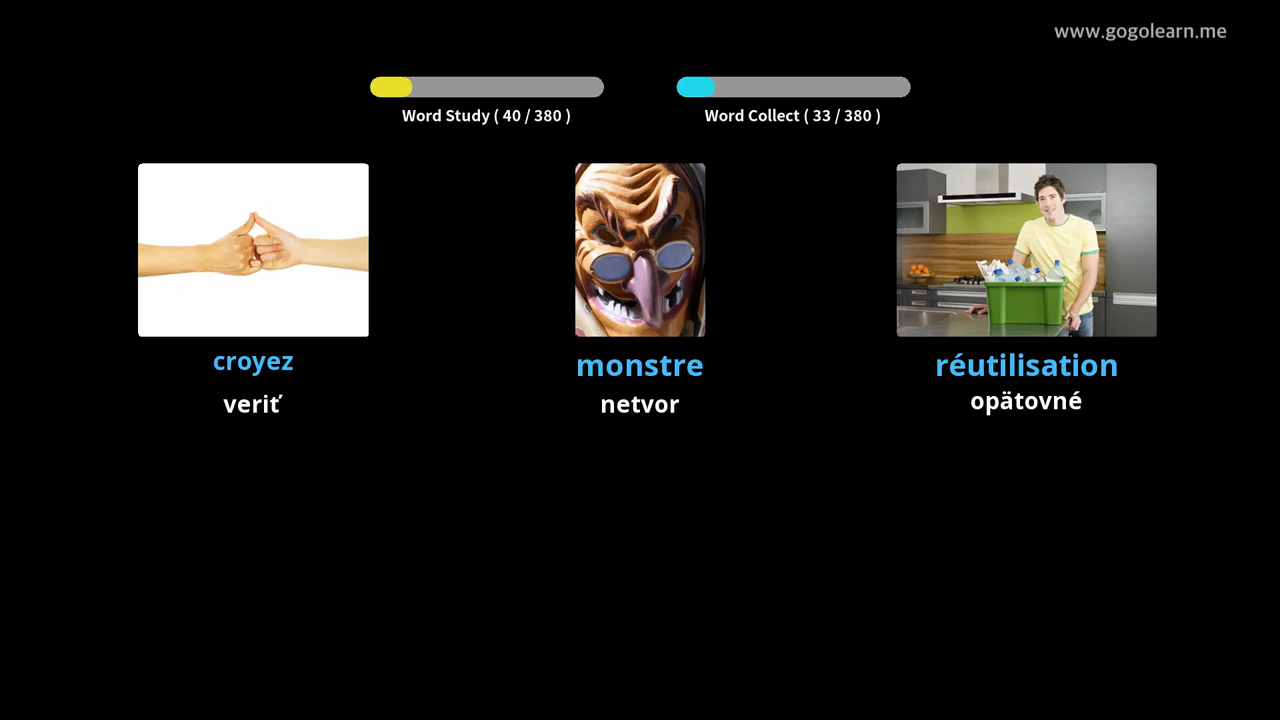 www.gogolearn.me
Word Study ( 40 / 380 )
Word Collect ( 33 / 380 )
croyez
monstre
réutilisation
veriť
netvor
opätovné